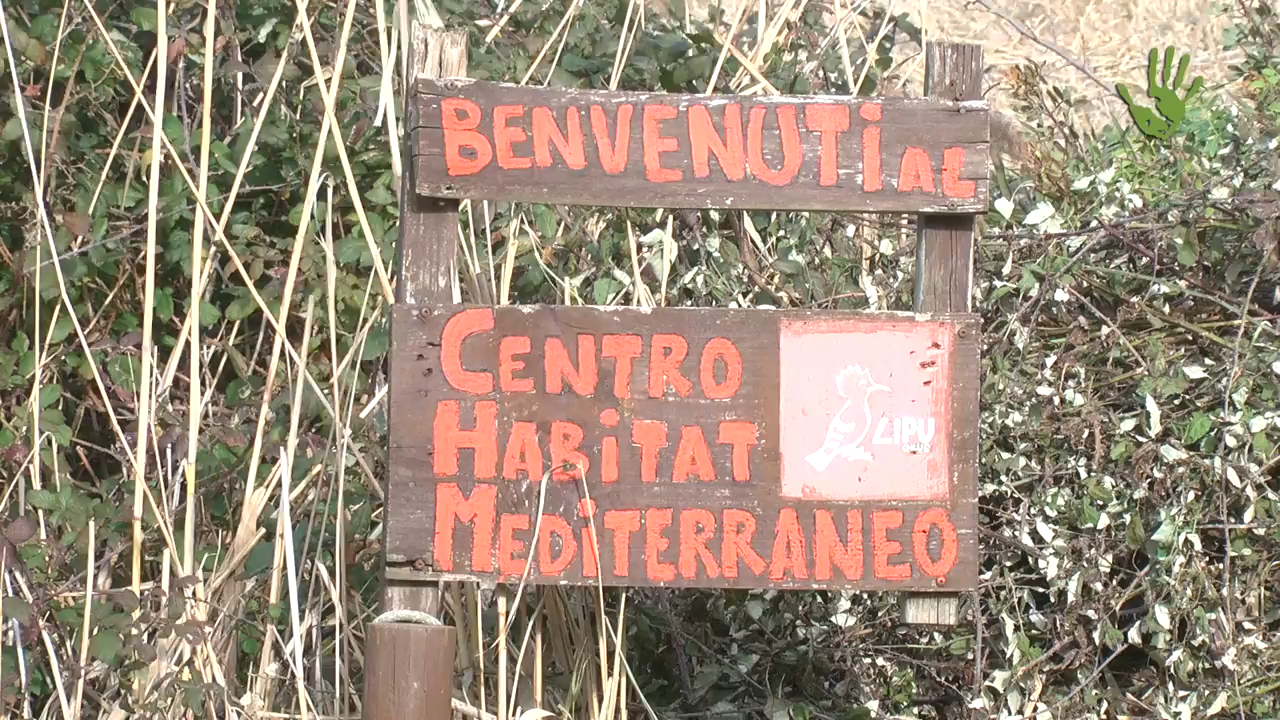 BENVENUTI AL
CENTRO
HABITAT
MEDITERRANEO
LIPU